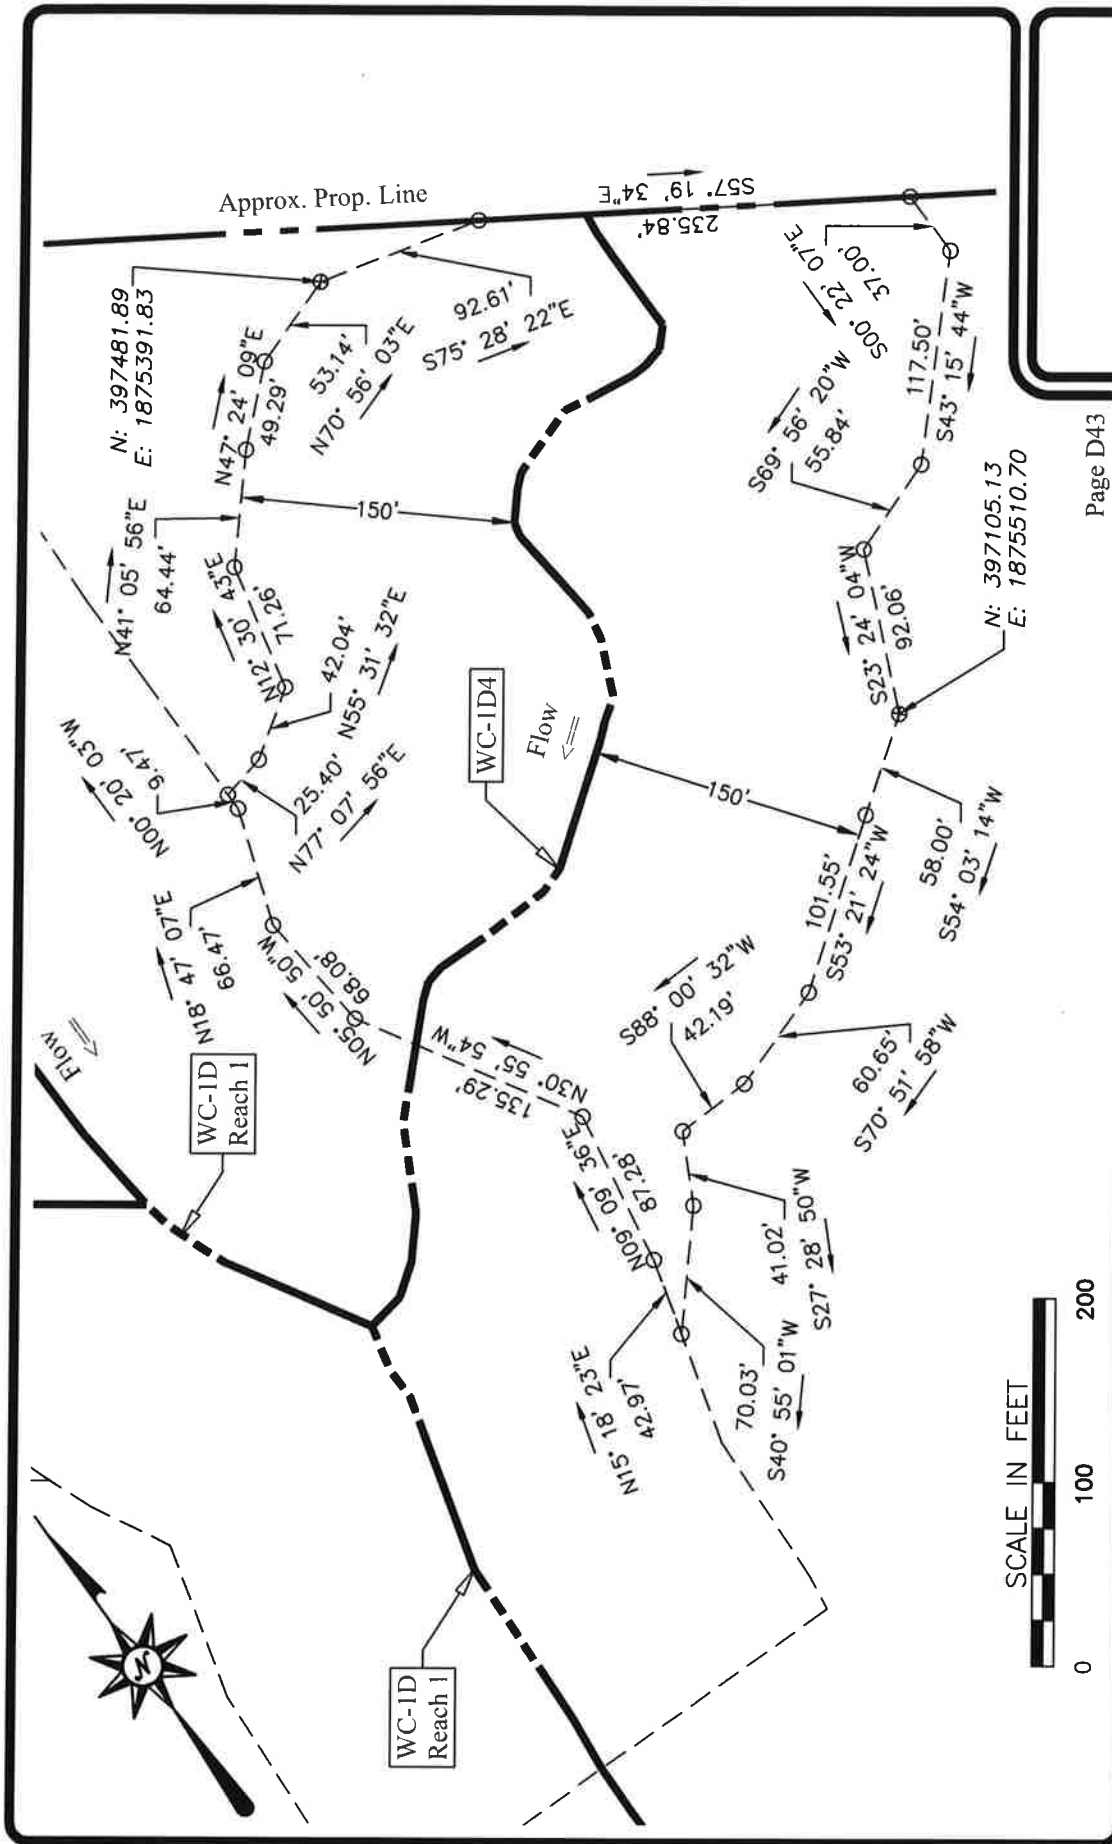 Approx. Prop. Line
S57° 19' 34"E
235.84'
N: 397481.89
E: 1875391.83
N47° 24' 09"E
49.29'
53.14'
N70° 56' 03"E
92.61'
S75° 28' 22"E
N41° 05' 56"E
64.44'
N12° 30' 43"E
71.26'
42.04'
N55° 31' 32"E
25.40'
N77° 07' 56"E
N00° 20' 03"W
9.47'
N18° 47' 07"E
66.47'
N05° 50' 50"W
68.08'
N30° 55' 54"W
135.29'
N09° 09' 36"E
87.28'
N15° 18' 23"E
42.97'
150'
150'
Flow
WC-1D
Reach 1
WC-1D4
Flow
WC-1D
Reach 1
N
S00° 22' 07"E
37.00'
117.50'
S43° 15' 44"W
S69° 56' 20"W
55.84'
S23° 24' 04"W
92.06'
N: 397105.13
E: 1875510.70
58.00'
S54° 03' 14"W
101.55'
S53° 21' 24"W
60.65'
S70° 51' 58"W
S88° 00' 32"W
42.19'
41.02'
S27° 28' 50"W
70.03'
S40° 55' 01"W
SCALE IN FEET
0 100 200
Page D43